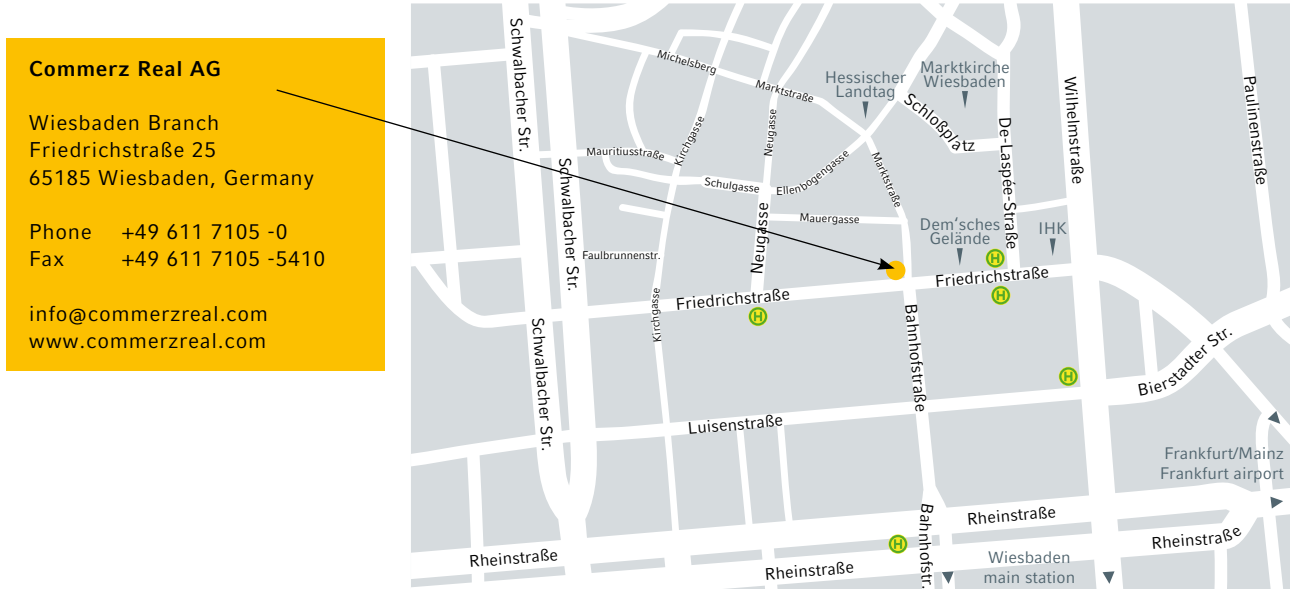 Commerz Real AG
Wiesbaden Branch
Friedrichstraße 25
65185 Wiesbaden, Germany
Phone +49 611 7105 -0
Fax +49 611 7105 -5410
info@commerzreal.com
www.commerzreal.com
Schwalbacher Str.
Michelsberg
Marktstraße
Hessischer
Landtag
Marktkirche
Wiesbaden
Schloßplatz
De-Laspée-Straße
Wilhelmstraße
Paulinenstraße
Kirchgasse
Neugasse
Mauritiusstraße
Schulgasse
Ellenbogengasse
Marktstraße
Schwalbacher Str.
Mauergasse
Neugasse
Dem'sches
Gelände
IHK
Faulbrunnenstr.
H
Friedrichstraße
Friedrichstraße
H
H
Kirchgasse
Bahnhofstraße
Schwalbacher Str.
H
Bierstadter Str.
Luisenstraße
Frankfurt/Mainz
Frankfurt airport
Bahnhofstr.
Rheinstraße
H
Rheinstraße
Rheinstraße
Rheinstraße
Wiesbaden
main station